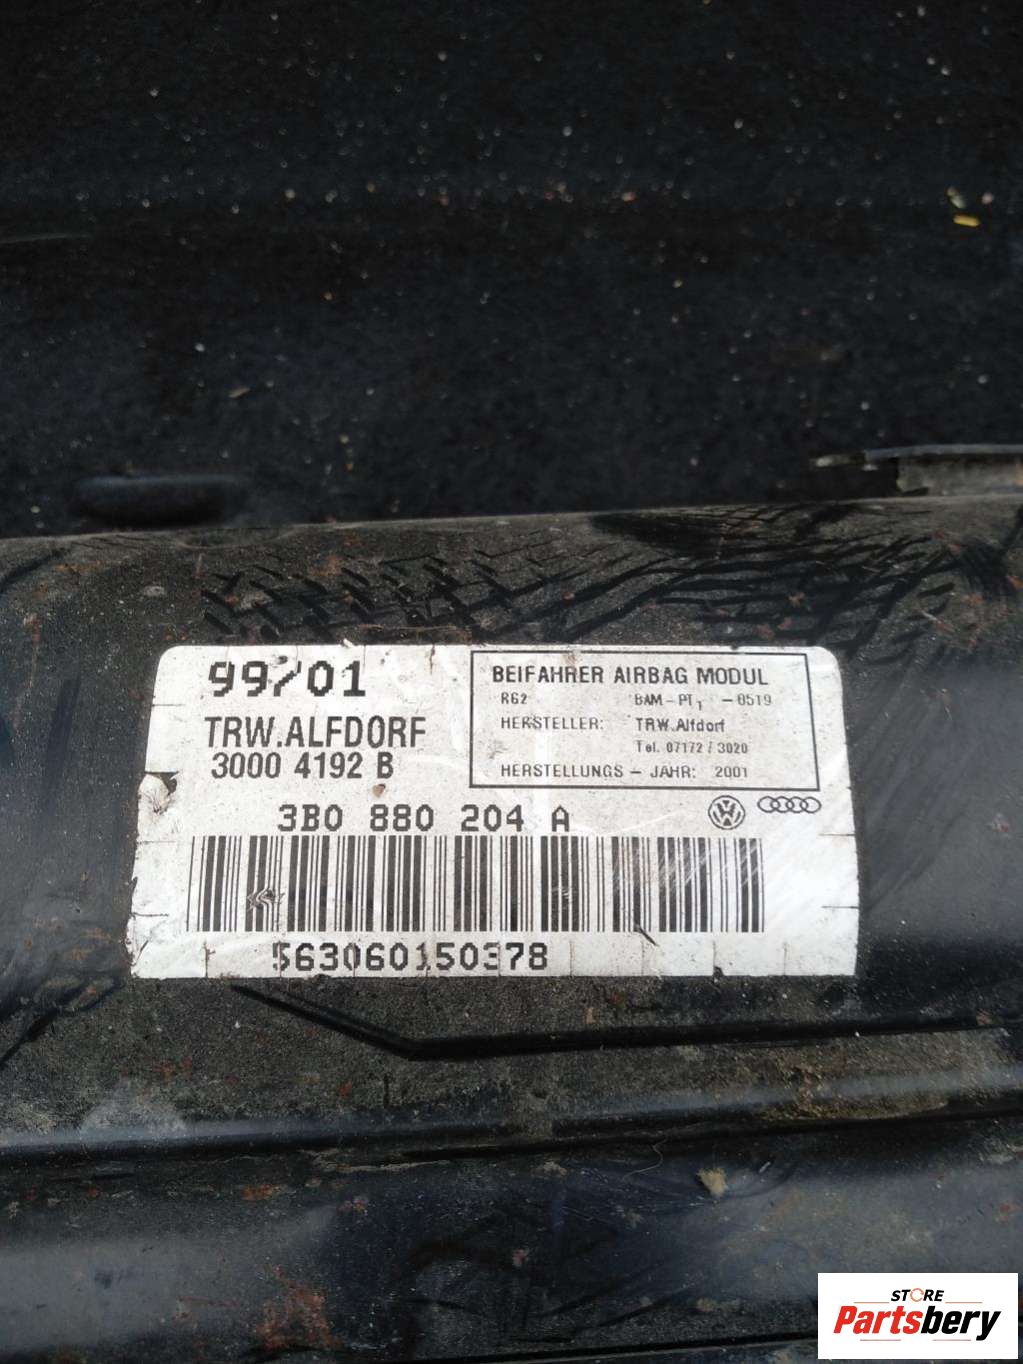 99/01
TRW.ALFDORF
3000 4192 B
BEIFAHRER AIRBAG MODUL
R62 BAM-PT1 -0519
HERSTELLER: TRW.Alfdorf
Tel. 07172 / 3020
HERSTELLUNGS - JAHR: 2001
3B0 880 204 A
563060150378
STORE
Partsbery